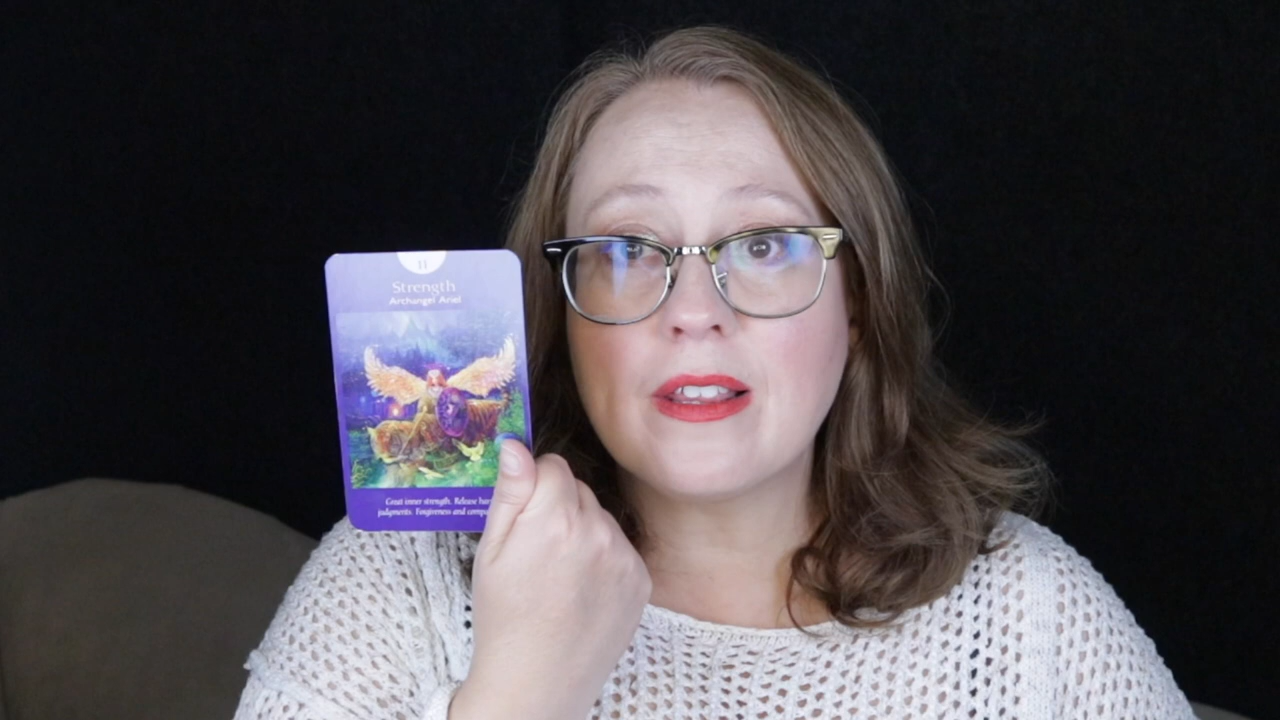 11
Strength
Archangel Ariel
Great inner strength. Release
judgments. Forgiveness and